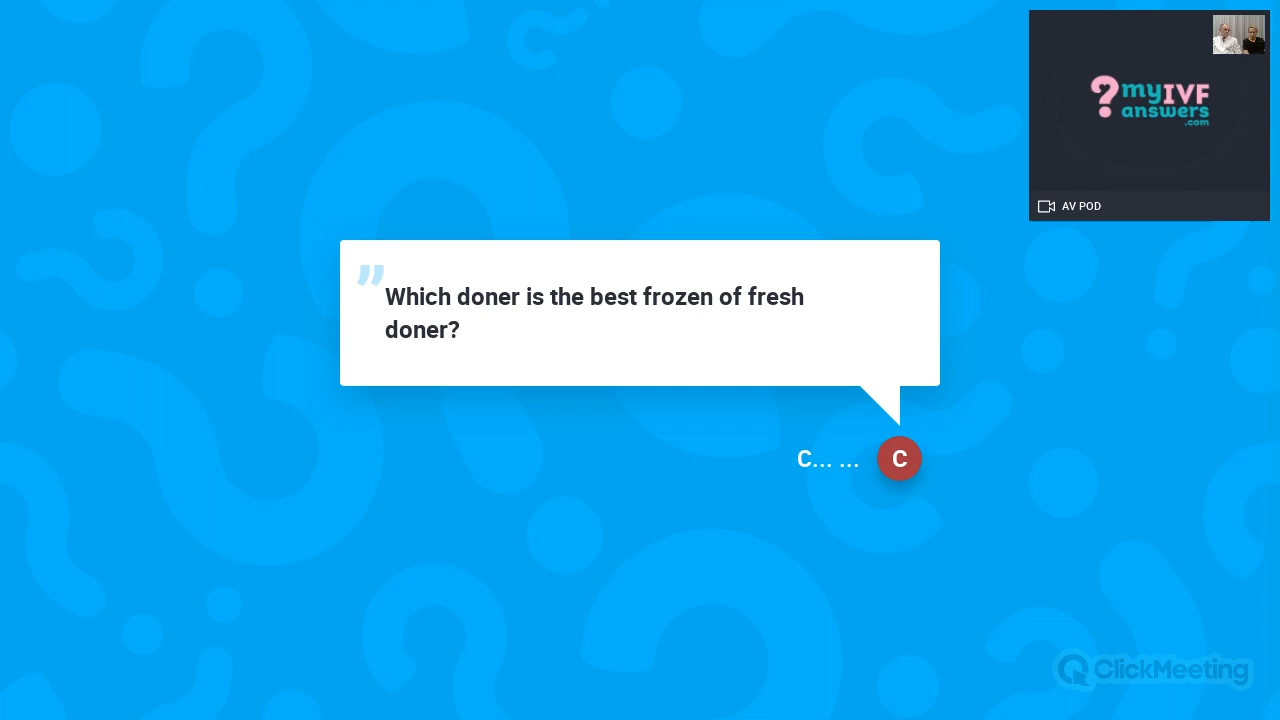 ?myIVF
answers
.com
AV POD
” Which doner is the best frozen of fresh
doner?
C... ... C
ClickMeeting